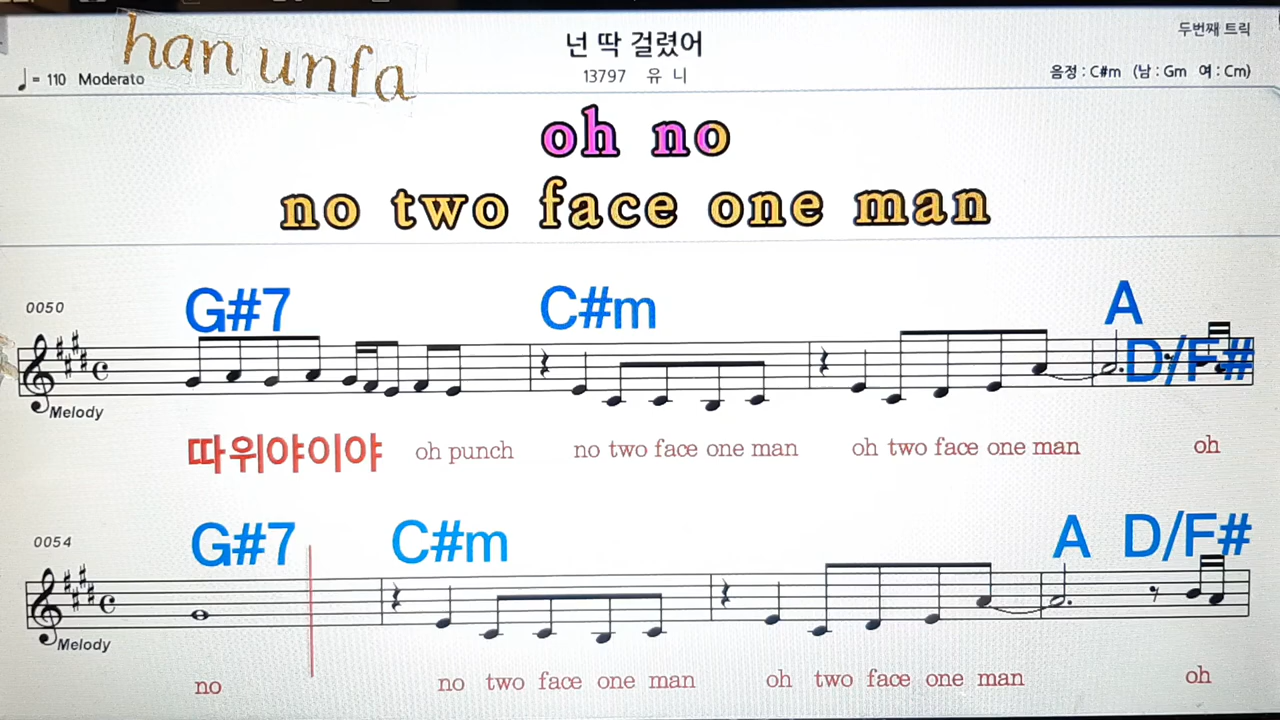 han unfa
넌 딱 걸렸어
두번째 트릭
♩= 110 Moderato
13797 유 니
음정 : C#m (남 : Gm 여 : Cm)
oh no
no two face one man
0050
G#7 C#m A D/F#
Melody
따위야이야 oh punch no two face one man oh two face one man oh
0054
G#7 C#m A D/F#
Melody
no no two face one man oh two face one man oh